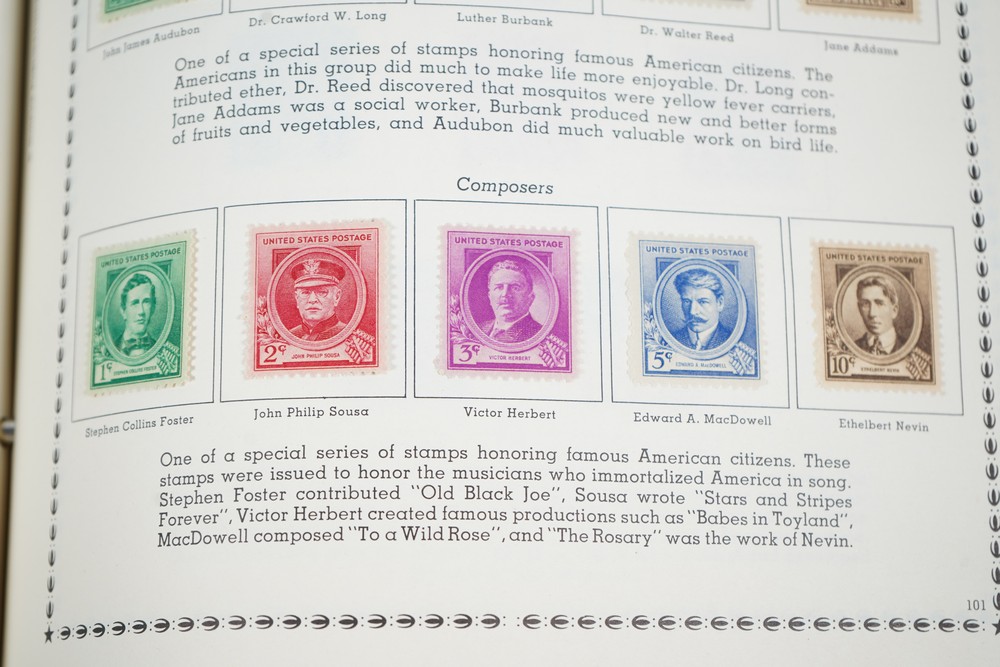 John James Audubon
Dr. Crawford W. Long
Luther Burbank
Dr. Walter Reed
Jane Addams
One of a special series of stamps honoring famous American citizens. The
Americans in this group did much to make life more enjoyable. Dr. Long con-
tributed ether, Dr. Reed discovered that mosquitos were yellow fever carriers,
Jane Addams was a social worker, Burbank produced new and better forms
of fruits and vegetables, and Audubon did much valuable work on bird life.
Composers
UNITED STATES POSTAGE
1¢
STEPHEN COLLINS FOSTER
UNITED STATES POSTAGE
2¢
JOHN PHILIP SOUSA
UNITED STATES POSTAGE
3¢
VICTOR HERBERT
UNITED STATES POSTAGE
5¢
EDWARD A. MACDOWELL
UNITED STATES POSTAGE
10¢
ETHELBERT NEVIN
Stephen Collins Foster
John Philip Sousa
Victor Herbert
Edward A. MacDowell
Ethelbert Nevin
One of a special series of stamps honoring famous American citizens. These
stamps were issued to honor the musicians who immortalized America in song.
Stephen Foster contributed "Old Black Joe", Sousa wrote "Stars and Stripes
Forever", Victor Herbert created famous productions such as "Babes in Toyland",
MacDowell composed "To a Wild Rose", and "The Rosary" was the work of Nevin.
101